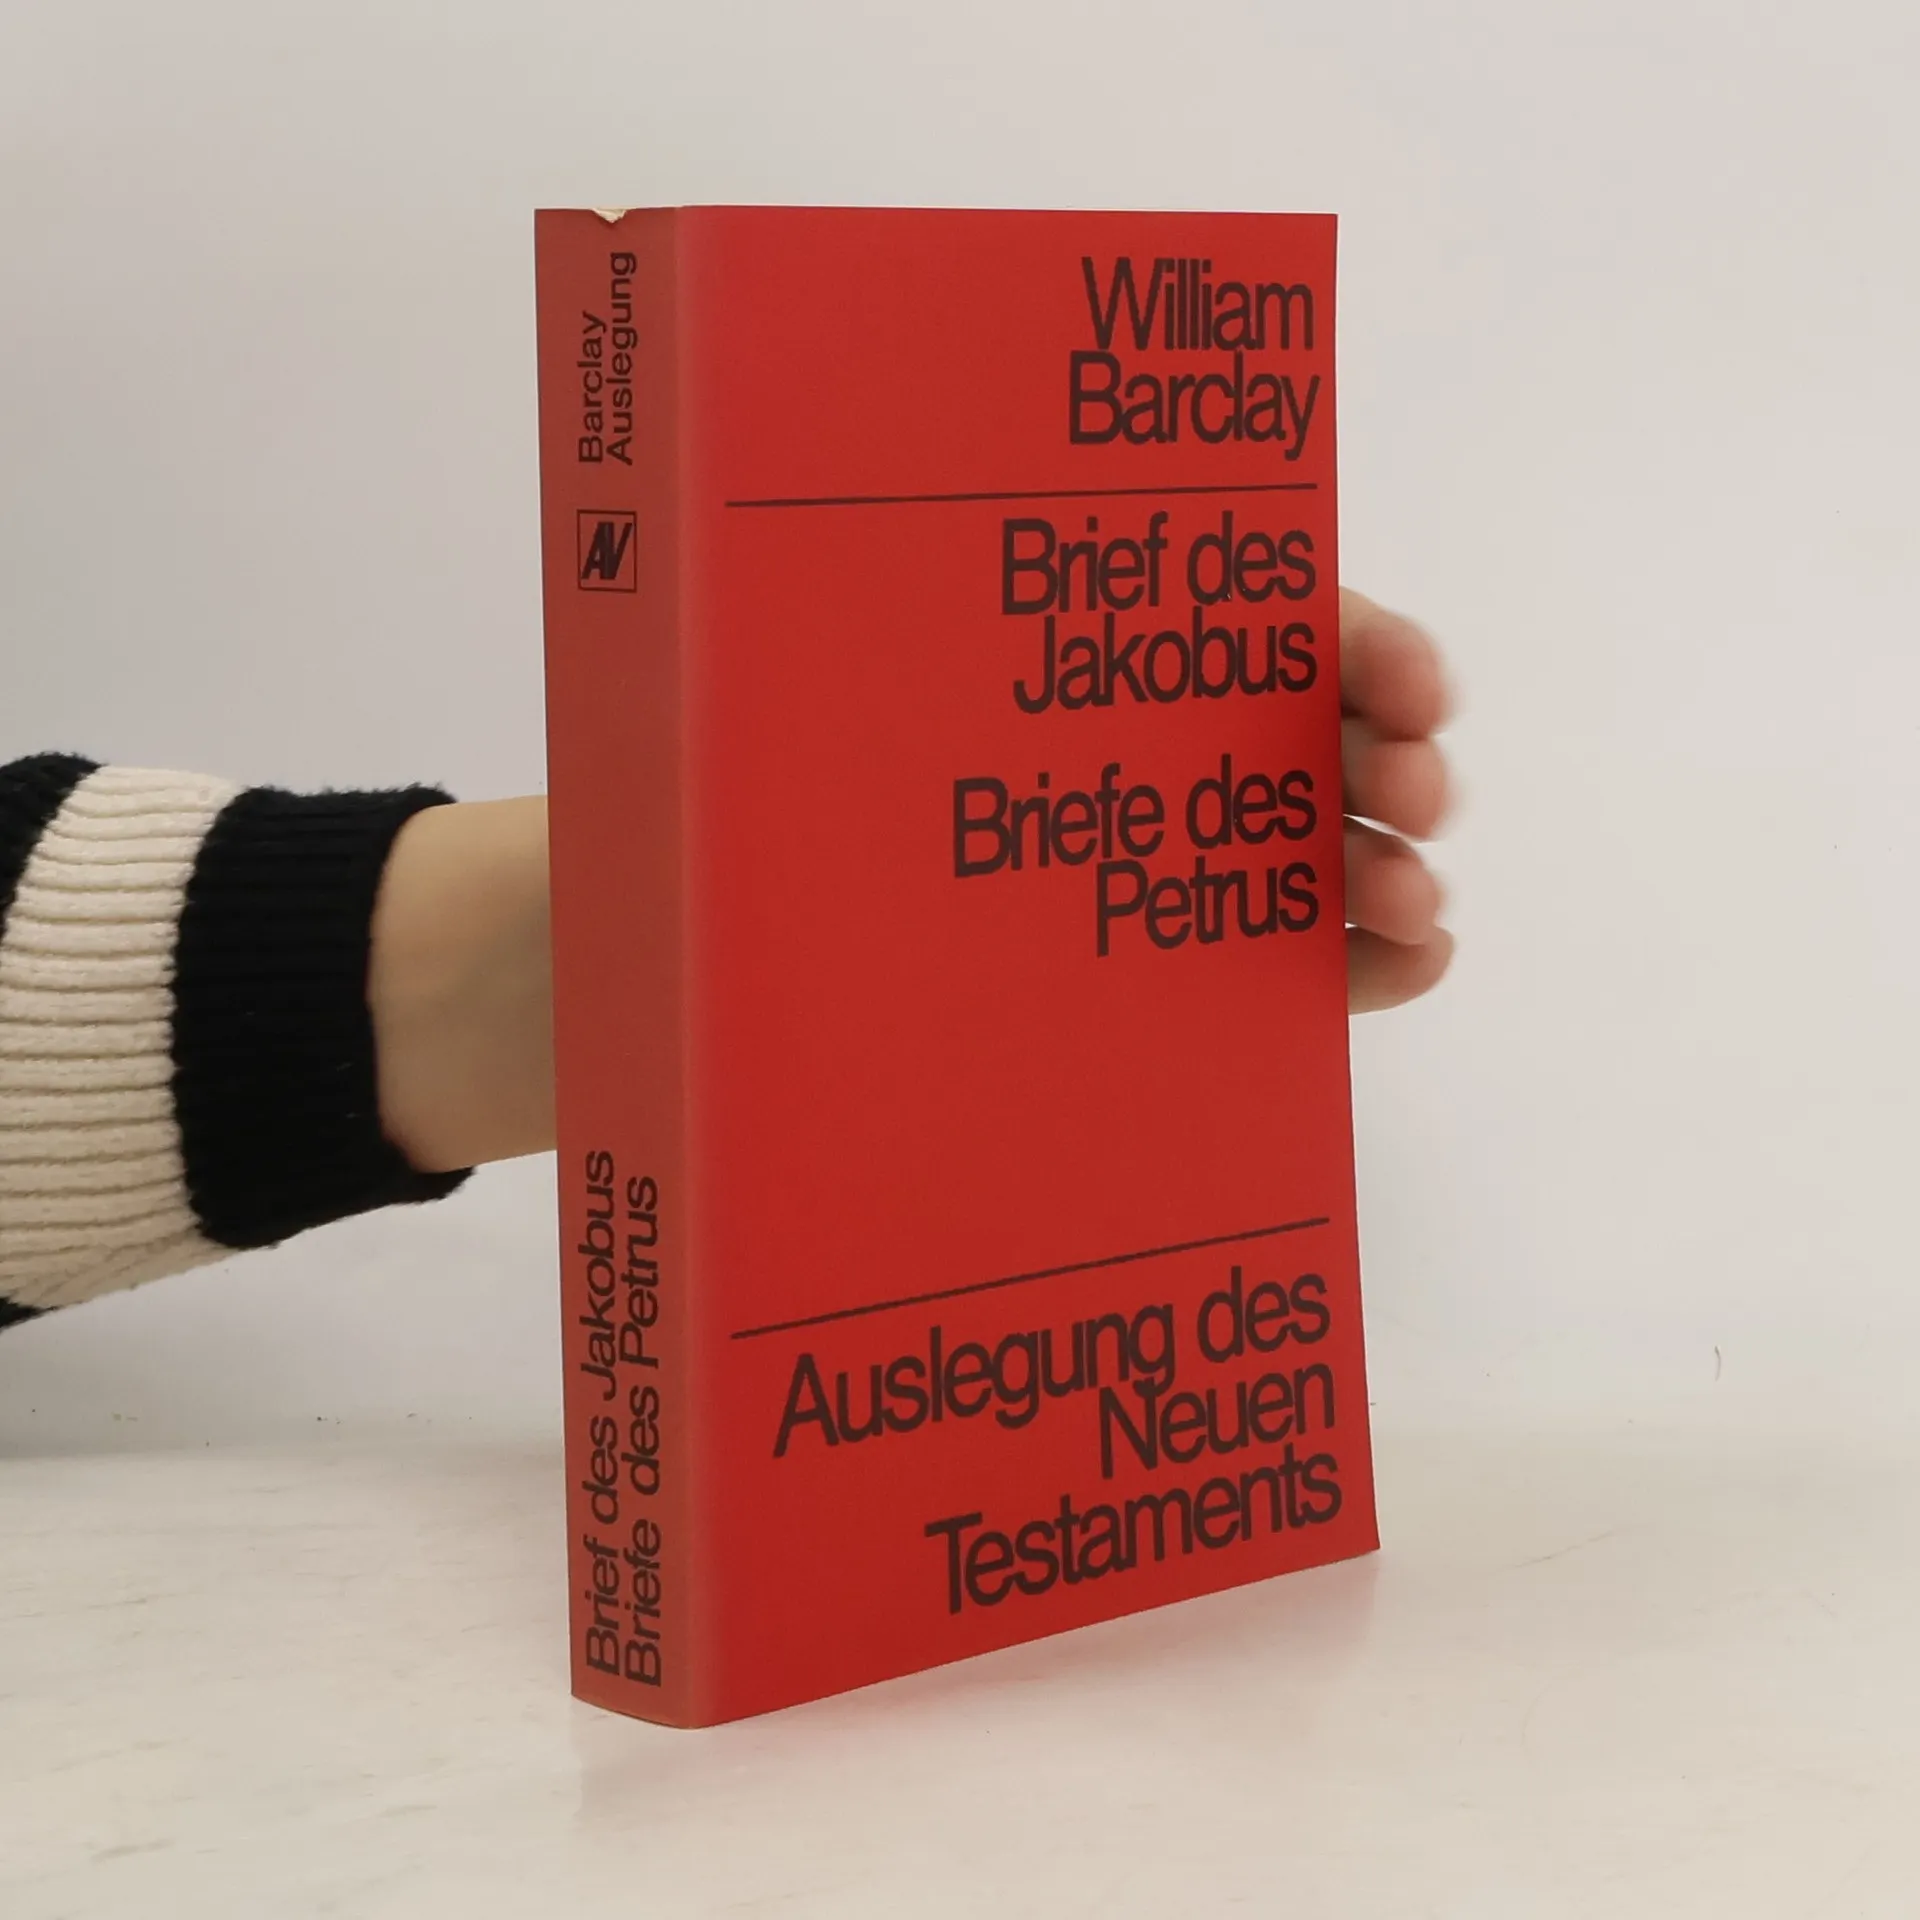 Barclay
Auslegung
AV
Brief des Jakobus
Briefe des Petrus
William
Barclay
Brief des
Jakobus
Briefe des
Petrus
Auslegung des
Neuen
Testaments